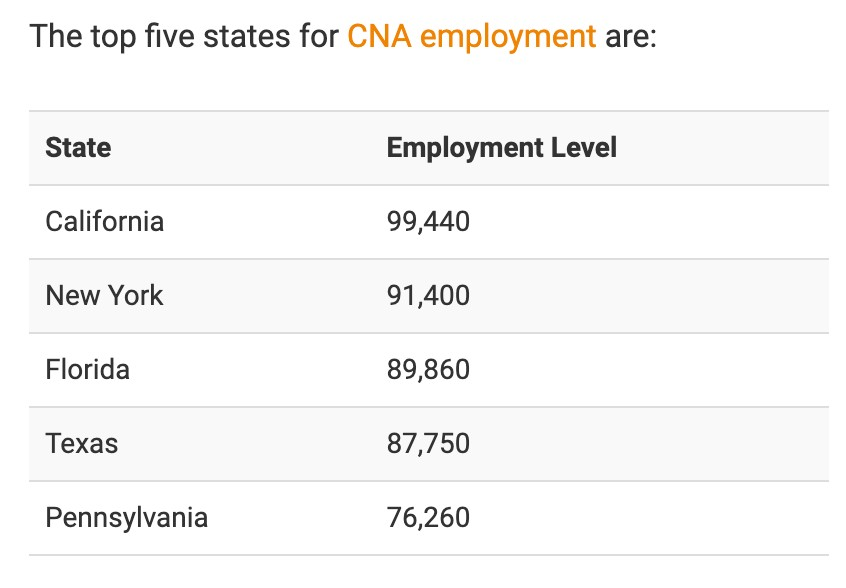 The top five states for CNA employment are:
State Employment Level
California 99,440
New York 91,400
Florida 89,860
Texas 87,750
Pennsylvania 76,260